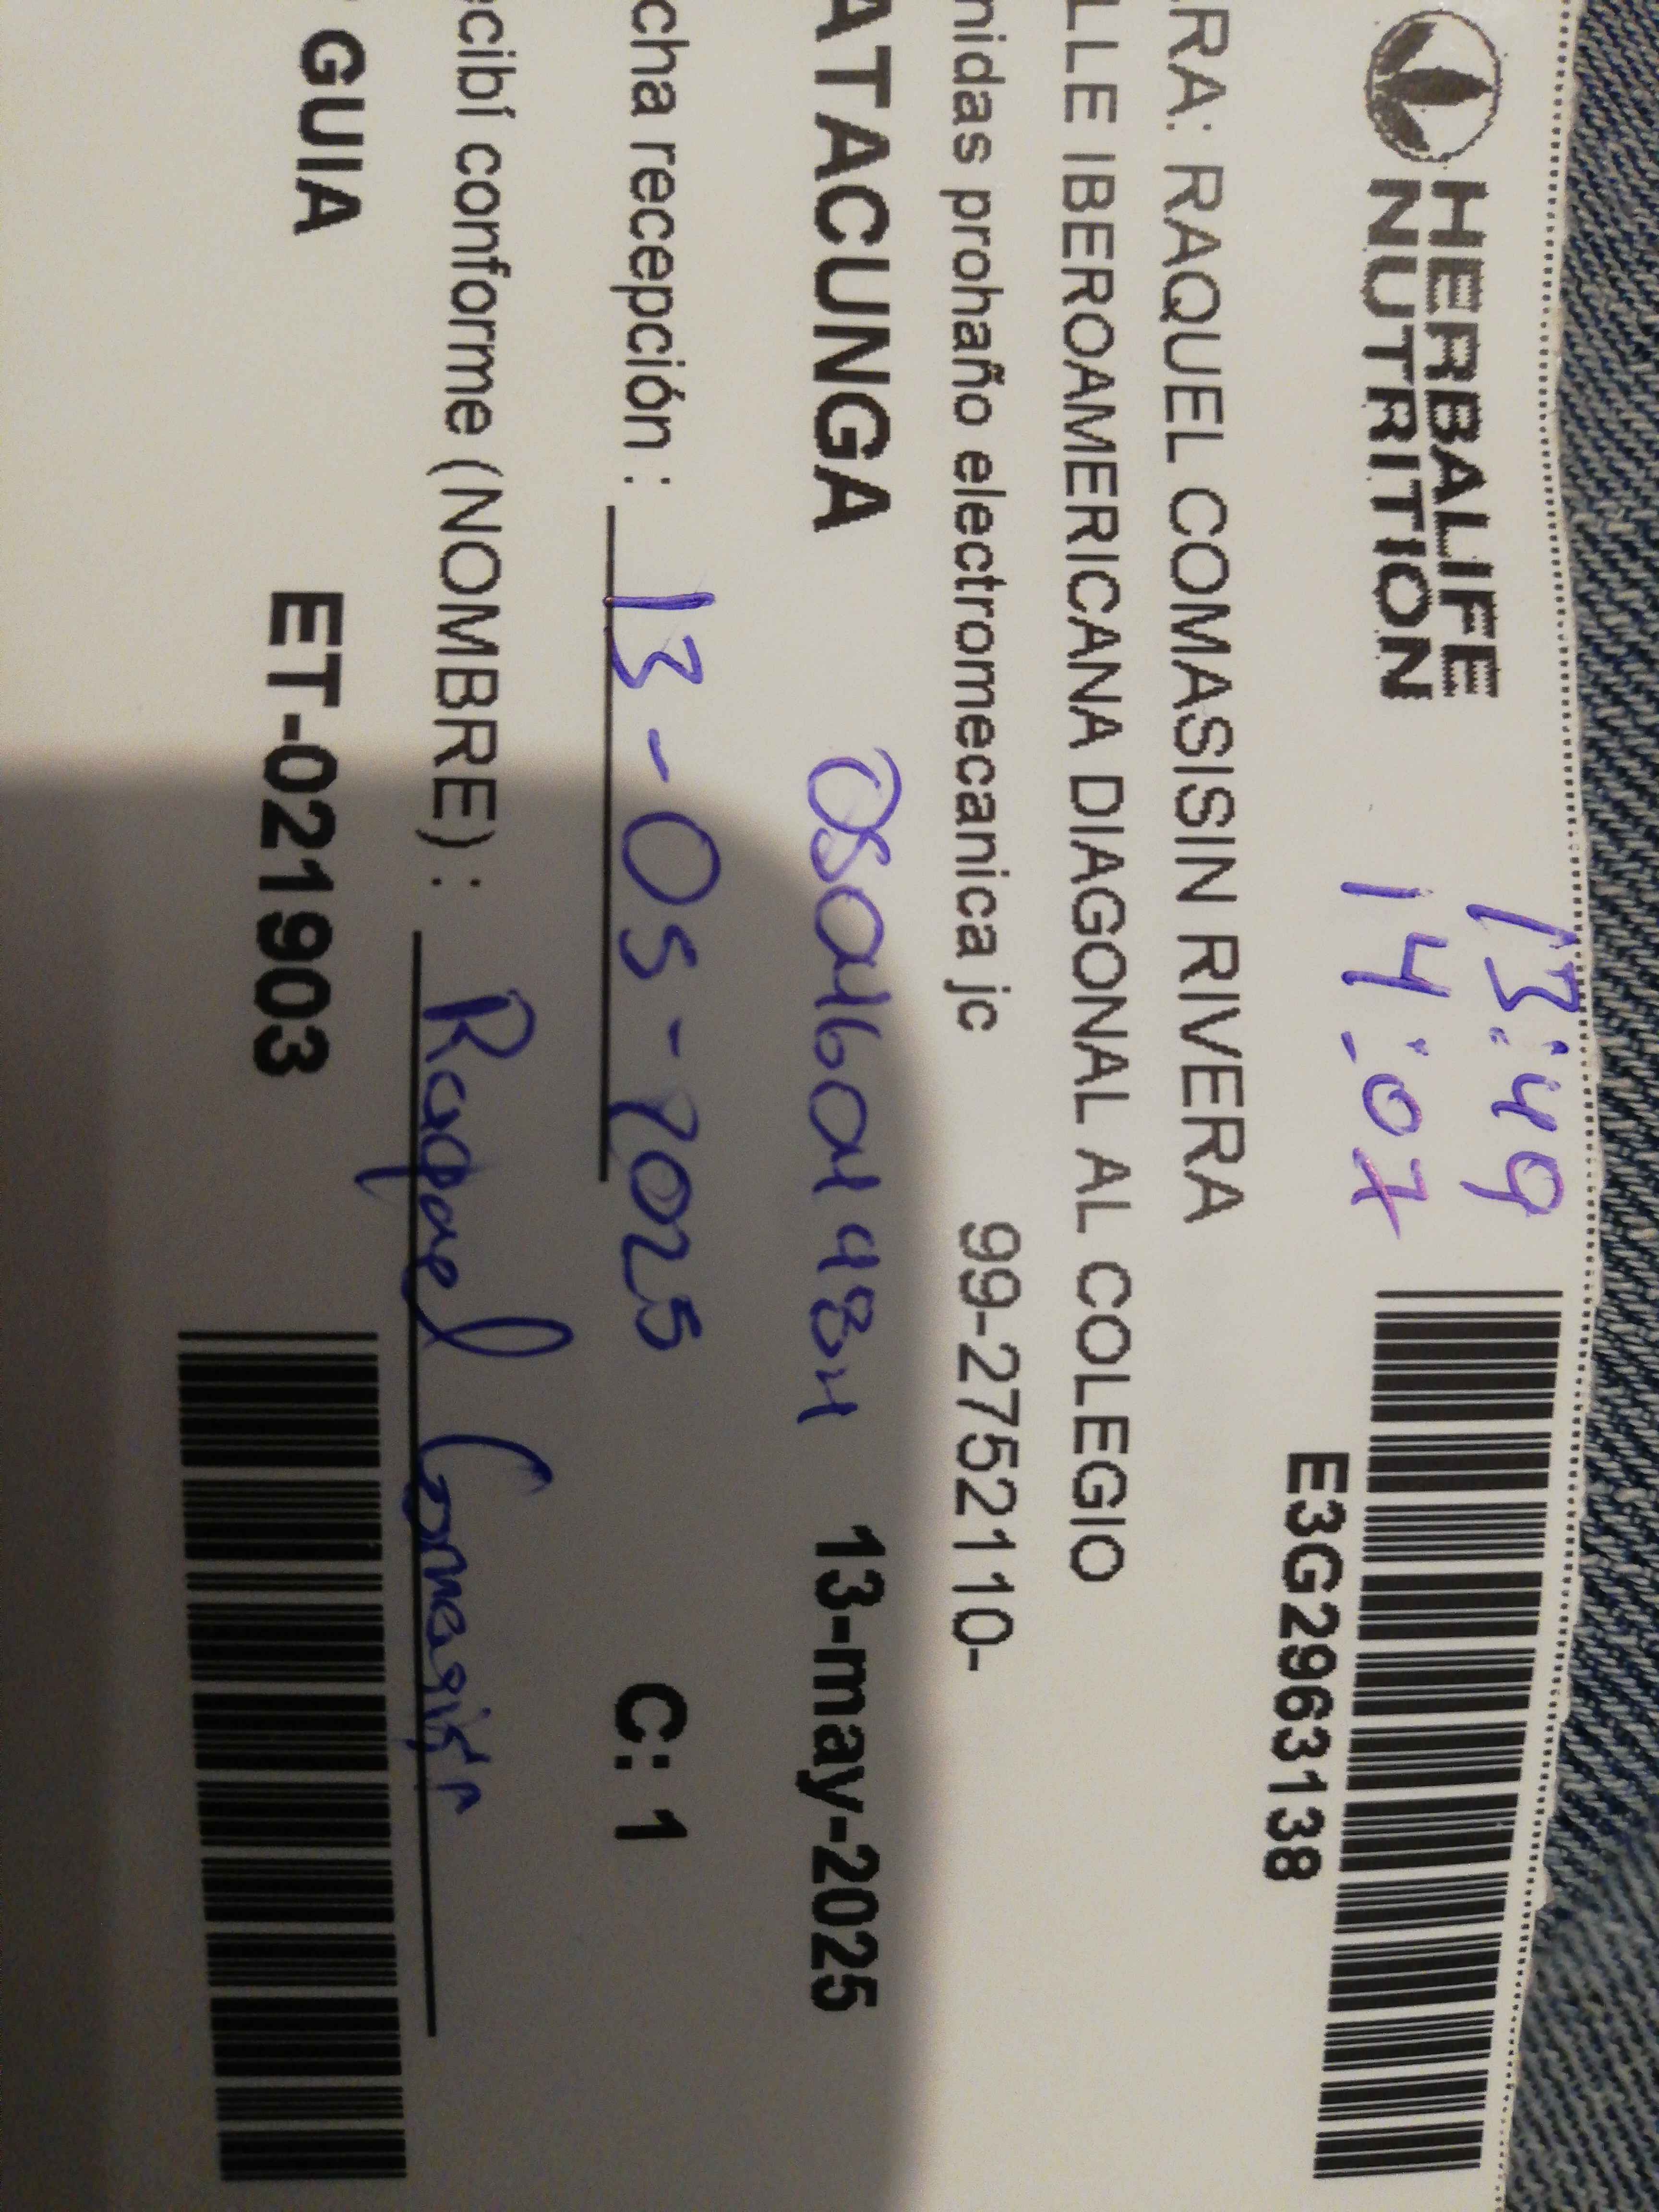 HERBALIFE
NUTRITION
13:49
14:07
E3G2963138
RA: RAQUEL COMASISIN RIVERA
LLE IBEROAMERICANA DIAGONAL AL COLEGIO
nidas prohaño electromecanica jc 99-2752110-
ATACUNGA 0504601984 13-may-2025
cha recepción : 13-05-2025 C: 1
ecibí conforme (NOMBRE) : Raquel Comasisin
GUIA ET-021903